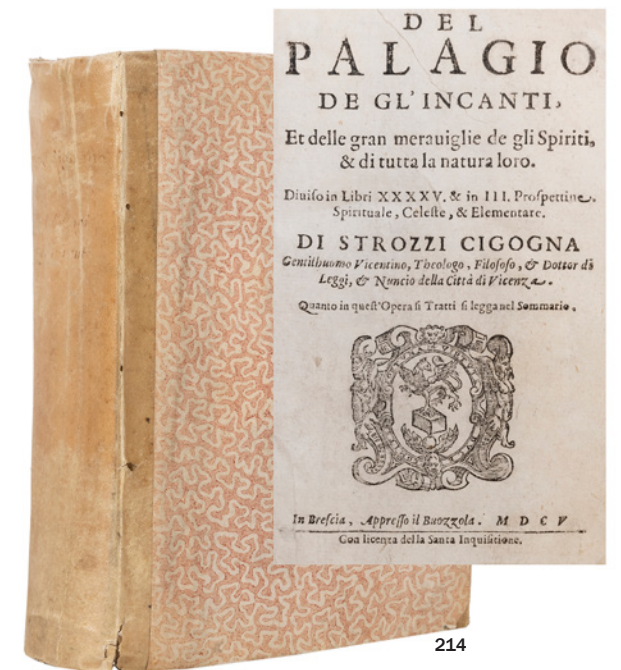 DEL
PALAGIO
DE GL'INCANTI,
Et delle gran merauiglie de gli Spiriti,
& di tutta la natura loro.
Diuiso in Libri XXXXV. & in III. Prospettiue.
Spirituale, Celeste, & Elementare.
DI STROZZI CIGOGNA
Gentilhuomo Vicentino, Theologo, Filosofo, & Dottor di
Leggi, & Nuncio della Città di Vicenza.
Quanto in quest'Opera si Tratti si legga nel Sommario.
In Brescia, Appresso il Buozzola. MDCV
Con licenza della Santa Inquisitione.
214